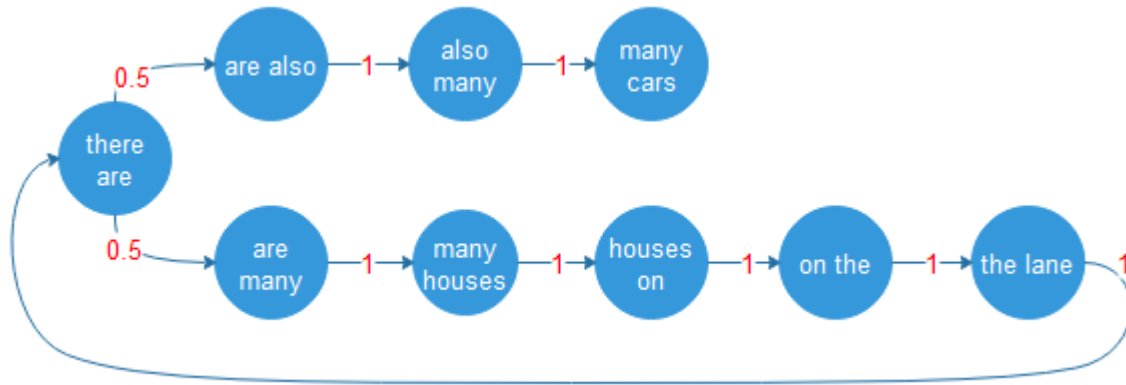 0.5
are also
1
also
many
1
many
cars
there
are
0.5
are
many
1
many
houses
1
houses
on
1
on the
1
the lane
1